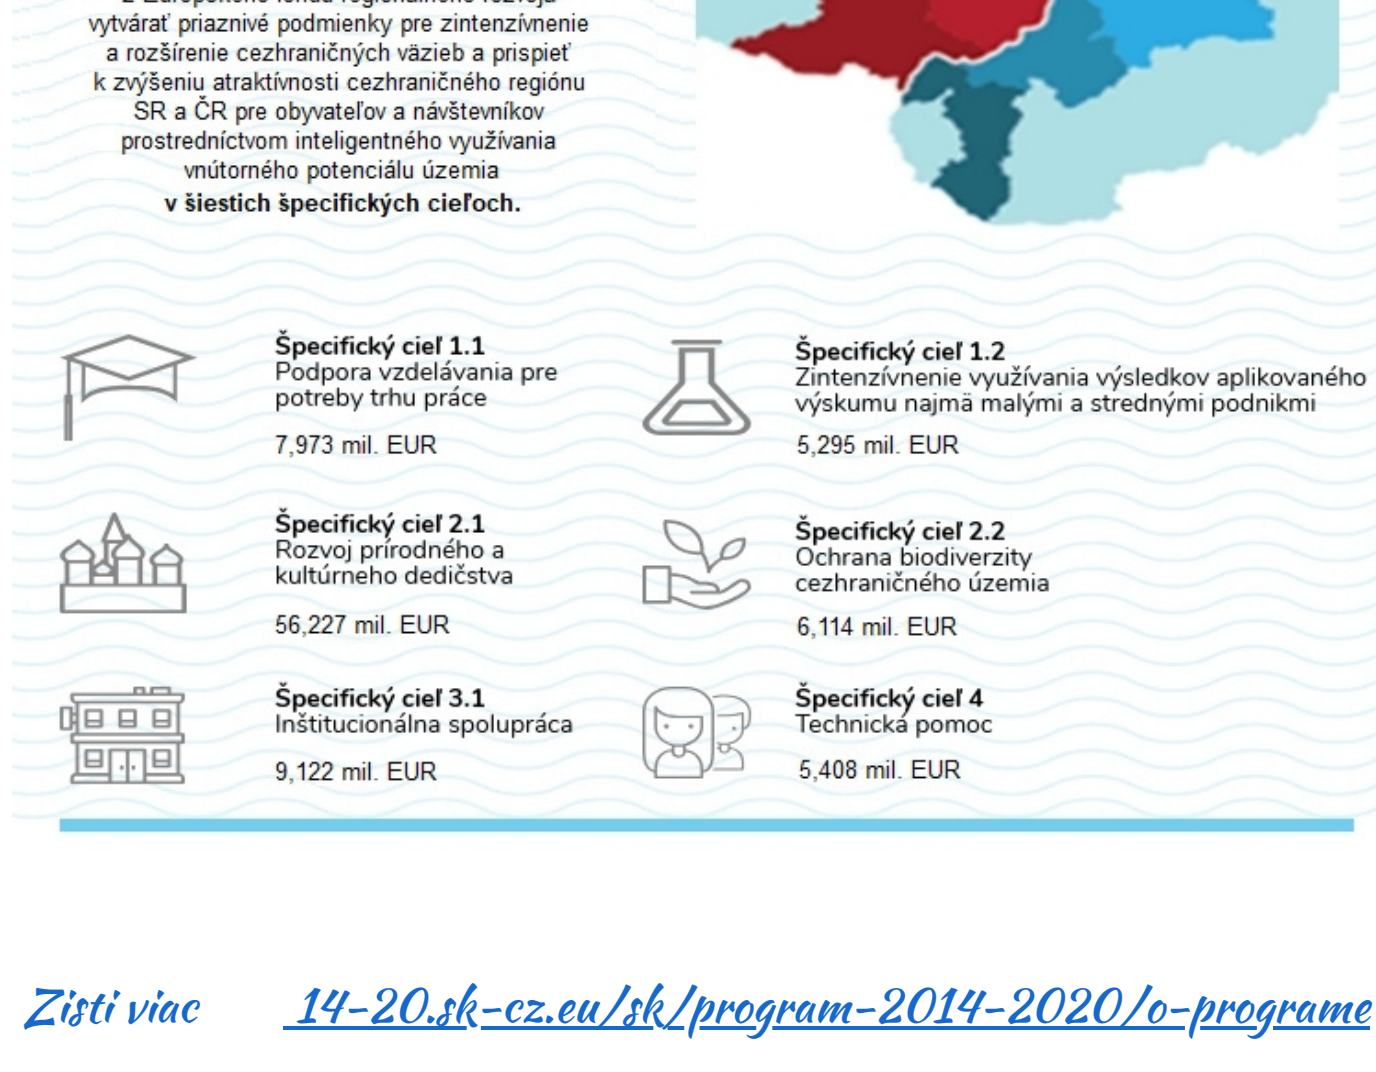 z Európskeho fondu regionálneho rozvoja
vytvárať priaznivé podmienky pre zintenzívnenie
a rozšírenie cezhraničných väzieb a prispieť
k zvýšeniu atraktívnosti cezhraničného regiónu
SR a ČR pre obyvateľov a návštevníkov
prostredníctvom inteligentného využívania
vnútorného potenciálu územia
v šiestich špecifických cieľoch.
Špecifický cieľ 1.1
Podpora vzdelávania pre
potreby trhu práce
7,973 mil. EUR
Špecifický cieľ 1.2
Zintenzívnenie využívania výsledkov aplikovaného
výskumu najmä malými a strednými podnikmi
5,295 mil. EUR
Špecifický cieľ 2.1
Rozvoj prírodného a
kultúrneho dedičstva
56,227 mil. EUR
Špecifický cieľ 2.2
Ochrana biodiverzity
cezhraničného územia
6,114 mil. EUR
Špecifický cieľ 3.1
Inštitucionálna spolupráca
9,122 mil. EUR
Špecifický cieľ 4
Technická pomoc
5,408 mil. EUR
Zisti viac 14-20.sk-cz.eu/sk/program-2014-2020/o-programe